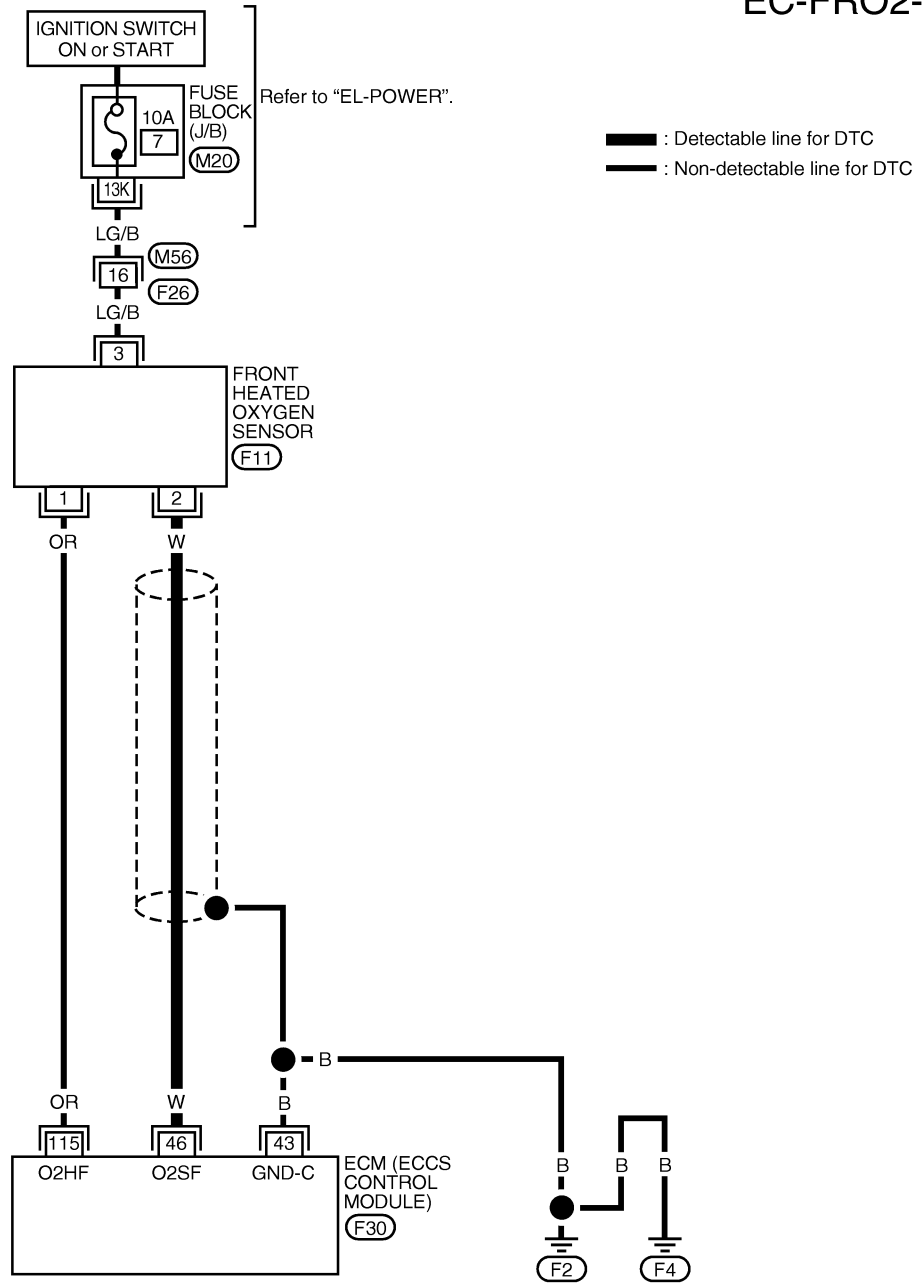 EC-FRO2-
IGNITION SWITCH
ON or START
FUSE
BLOCK
(J/B)
M20
10A
7
Refer to “EL-POWER”.
: Detectable line for DTC
: Non-detectable line for DTC
13K
LG/B
M56
16
F26
LG/B
3
FRONT
HEATED
OXYGEN
SENSOR
F11
1
2
OR
W
B
OR
W
B
115
46
43
O2HF
O2SF
GND-C
ECM (ECCS
CONTROL
MODULE)
F30
B
B
B
F2
F4